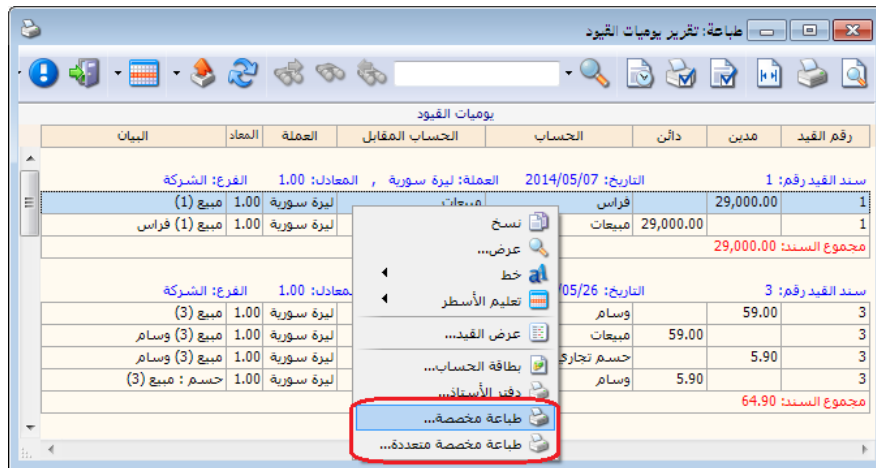 طباعة: تقرير يوميات القيود
يوميات القيود
رقم القيد مدين دائن الحساب الحساب المقابل العملة المعاد البيان
سند القيد رقم: 1 التاريخ: 2014/05/07 العملة: ليرة سورية , المعادل: 1.00 الفرع: الشركة
1 29,000.00 فراس مبيعات ليرة سورية 1.00 مبيع (1)
1 29,000.00 مبيعات ليرة سورية 1.00 مبيع (1) فراس
مجموع السند: 29,000.00
سند القيد رقم: 3 التاريخ: 05/26/ لمعادل: 1.00 الفرع: الشركة
3 59.00 وسام ليرة سورية 1.00 مبيع (3)
3 59.00 مبيعات ليرة سورية 1.00 مبيع (3) وسام
3 5.90 حسم تجاري ليرة سورية 1.00 مبيع (3) وسام
3 5.90 وسام ليرة سورية 1.00 حسم : مبيع (3)
مجموع السند: 64.90
نسخ
عرض...
خط
تعليم الأسطر
عرض القيد...
بطاقة الحساب...
دفتر الأستاذ...
طباعة مخصصة...
طباعة مخصصة متعددة...